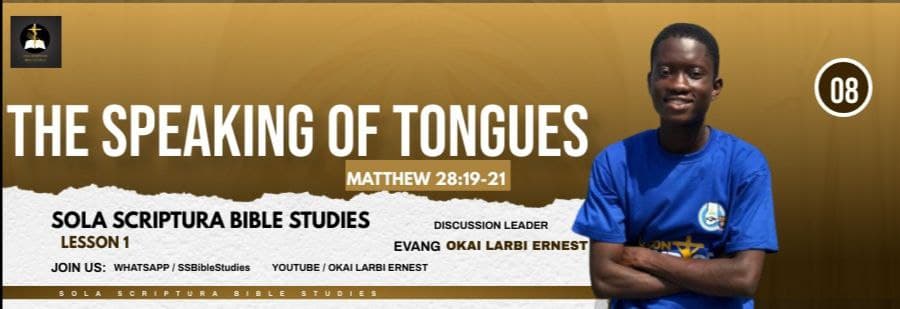 08
THE SPEAKING OF TONGUES
MATTHEW 28:19-21
SOLA SCRIPTURA BIBLE STUDIES
LESSON 1
DISCUSSION LEADER
EVANG OKAI LARBI ERNEST
JOIN US: WHATSAPP / SSBibleStudies YOUTUBE / OKAI LARBI ERNEST
SOLA SCRIPTURA BIBLE STUDIES